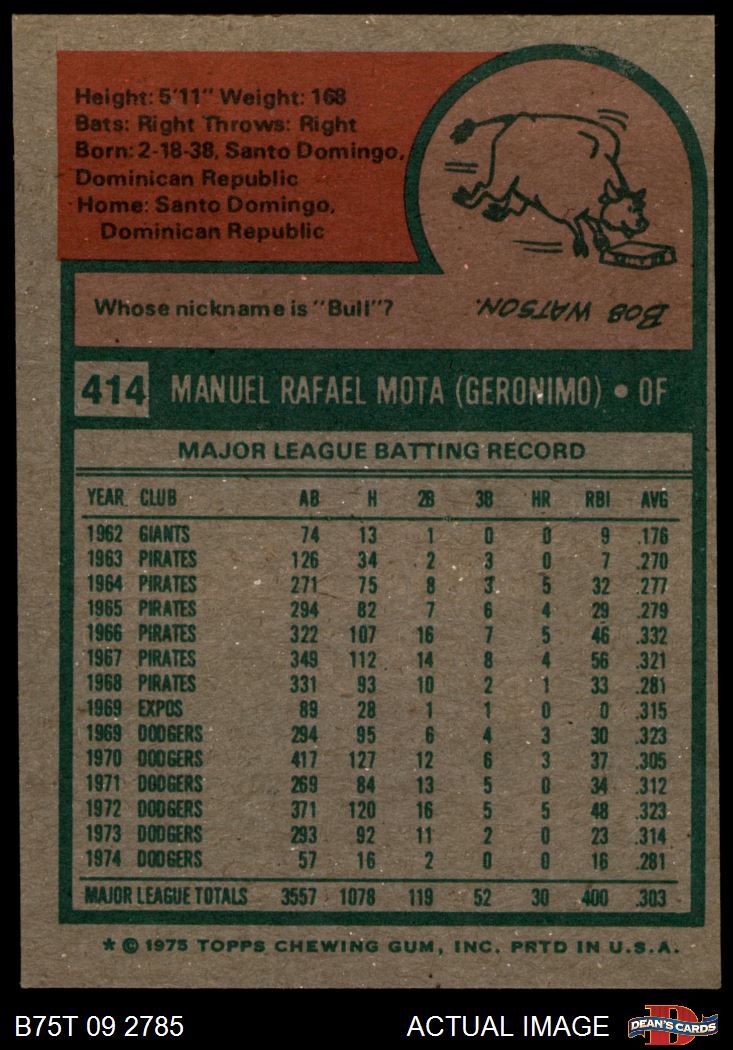 Height: 5'11" Weight: 168
Bats: Right Throws: Right
Born: 2-18-38, Santo Domingo,
Dominican Republic
Home: Santo Domingo,
Dominican Republic
Whose nickname is "Bull"?
BOB WATSON.
414 MANUEL RAFAEL MOTA (GERONIMO) • OF
MAJOR LEAGUE BATTING RECORD
YEAR CLUB AB H 2B 3B HR RBI AVG
1962 GIANTS 74 13 1 0 0 9 .176
1963 PIRATES 126 34 2 3 0 7 .270
1964 PIRATES 271 75 8 3 5 32 .277
1965 PIRATES 294 82 7 6 4 29 .279
1966 PIRATES 322 107 16 7 5 46 .332
1967 PIRATES 349 112 14 8 4 56 .321
1968 PIRATES 331 93 10 2 1 33 .281
1969 EXPOS 89 28 1 1 0 0 .315
1969 DODGERS 294 95 6 4 3 30 .323
1970 DODGERS 417 127 12 6 3 37 .305
1971 DODGERS 269 84 13 5 0 34 .312
1972 DODGERS 371 120 16 5 5 48 .323
1973 DODGERS 293 92 11 2 0 23 .314
1974 DODGERS 57 16 2 0 0 16 .281
MAJOR LEAGUE TOTALS 3557 1078 119 52 30 400 .303
* © 1975 TOPPS CHEWING GUM, INC. PRTD IN U.S.A.
B75T 09 2785 ACTUAL IMAGE DEAN'S CARDS